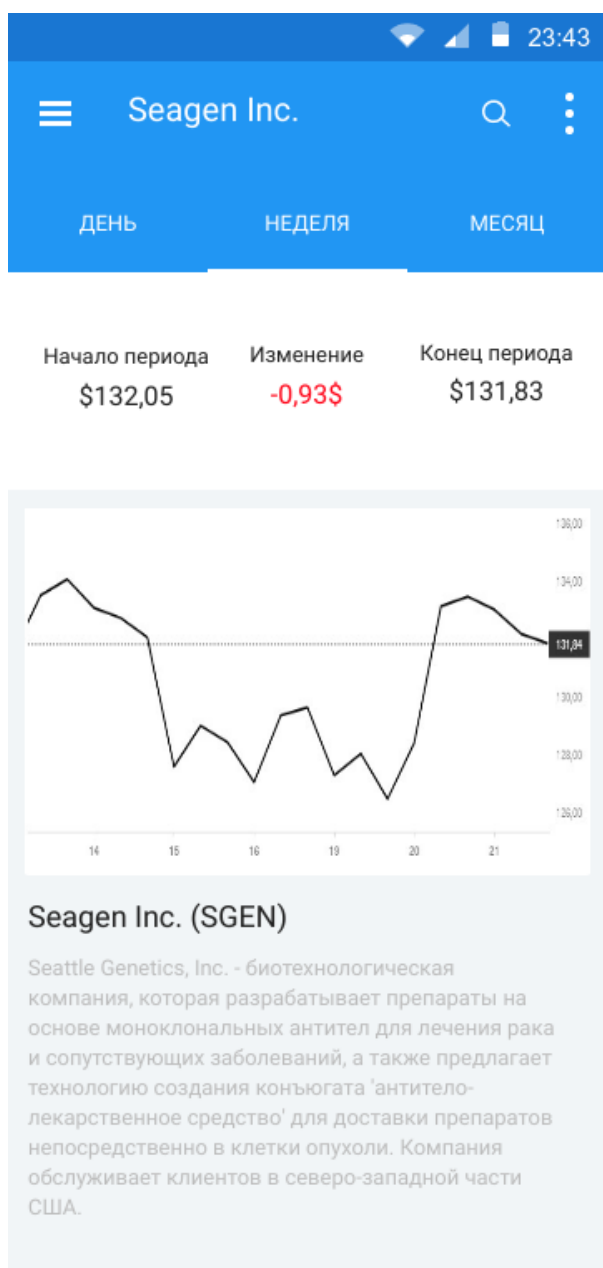 23:43
Seagen Inc.
ДЕНЬ НЕДЕЛЯ МЕСЯЦ
Начало периода Изменение Конец периода
$132,05 -0,93$ $131,83
136,00
134,00
131,84
130,00
128,00
126,00
14 15 16 19 20 21
Seagen Inc. (SGEN)
Seattle Genetics, Inc. - биотехнологическая
компания, которая разрабатывает препараты на
основе моноклональных антител для лечения рака
и сопутствующих заболеваний, а также предлагает
технологию создания конъюгата 'антитело-
лекарственное средство' для доставки препаратов
непосредственно в клетки опухоли. Компания
обслуживает клиентов в северо-западной части
США.